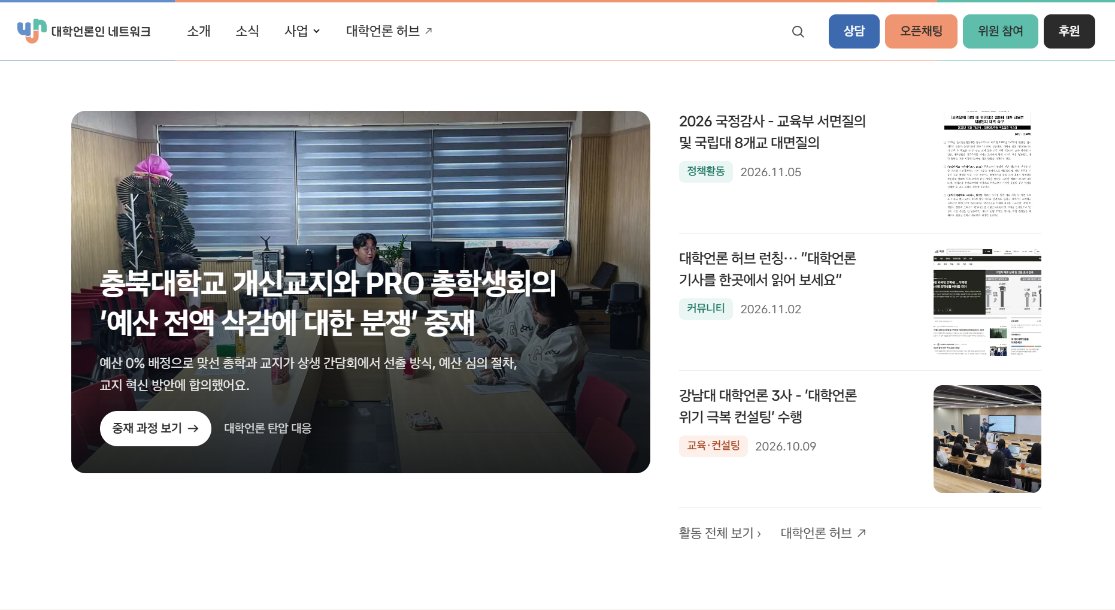 대학언론인 네트워크
소개 소식 사업 대학언론 허브 ↗
상담 오픈채팅 위원 참여 후원
충북대학교 개신교지와 PRO 총학생회의
'예산 전액 삭감에 대한 분쟁' 중재
예산 0% 배정으로 맞선 총학과 교지가 상생 간담회에서 선출 방식, 예산 심의 절차,
교지 혁신 방안에 합의했어요.
중재 과정 보기 →
대학언론 탄압 대응
2026 국정감사 - 교육부 서면질의
및 국립대 8개교 대면질의
정책활동 2026.11.05
대학언론 허브 런칭… "대학언론
기사를 한곳에서 읽어 보세요"
커뮤니티 2026.11.02
강남대 대학언론 3사 - '대학언론
위기 극복 컨설팅' 수행
교육·컨설팅 2026.10.09
활동 전체 보기 ›
대학언론 허브 ↗